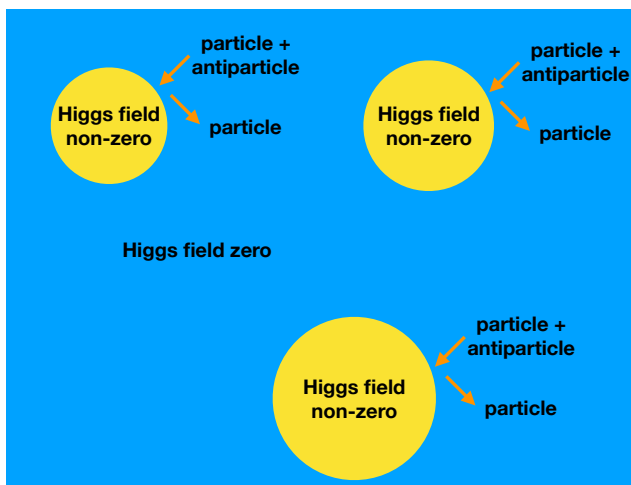 particle +
antiparticle
Higgs field
non-zero
particle
particle +
antiparticle
Higgs field
non-zero
particle
Higgs field zero
particle +
antiparticle
Higgs field
non-zero
particle